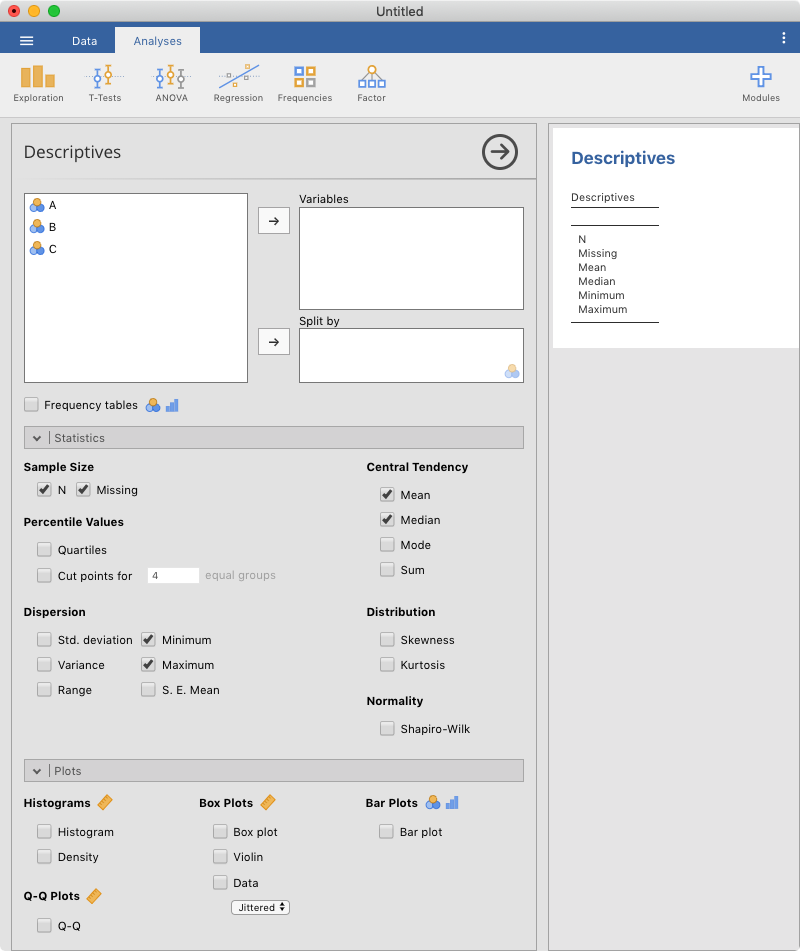 Untitled
Data
Analyses
Exploration
T-Tests
ANOVA
Regression
Frequencies
Factor
Modules
Descriptives
A
B
C
Variables
Split by
Frequency tables
Statistics
Sample Size
N
Missing
Percentile Values
Quartiles
Cut points for 4 equal groups
Central Tendency
Mean
Median
Mode
Sum
Dispersion
Std. deviation
Minimum
Variance
Maximum
Range
S. E. Mean
Distribution
Skewness
Kurtosis
Normality
Shapiro-Wilk
Plots
Histograms
Histogram
Density
Q-Q Plots
Q-Q
Box Plots
Box plot
Violin
Data
Jittered
Bar Plots
Bar plot
Descriptives
Descriptives
N
Missing
Mean
Median
Minimum
Maximum